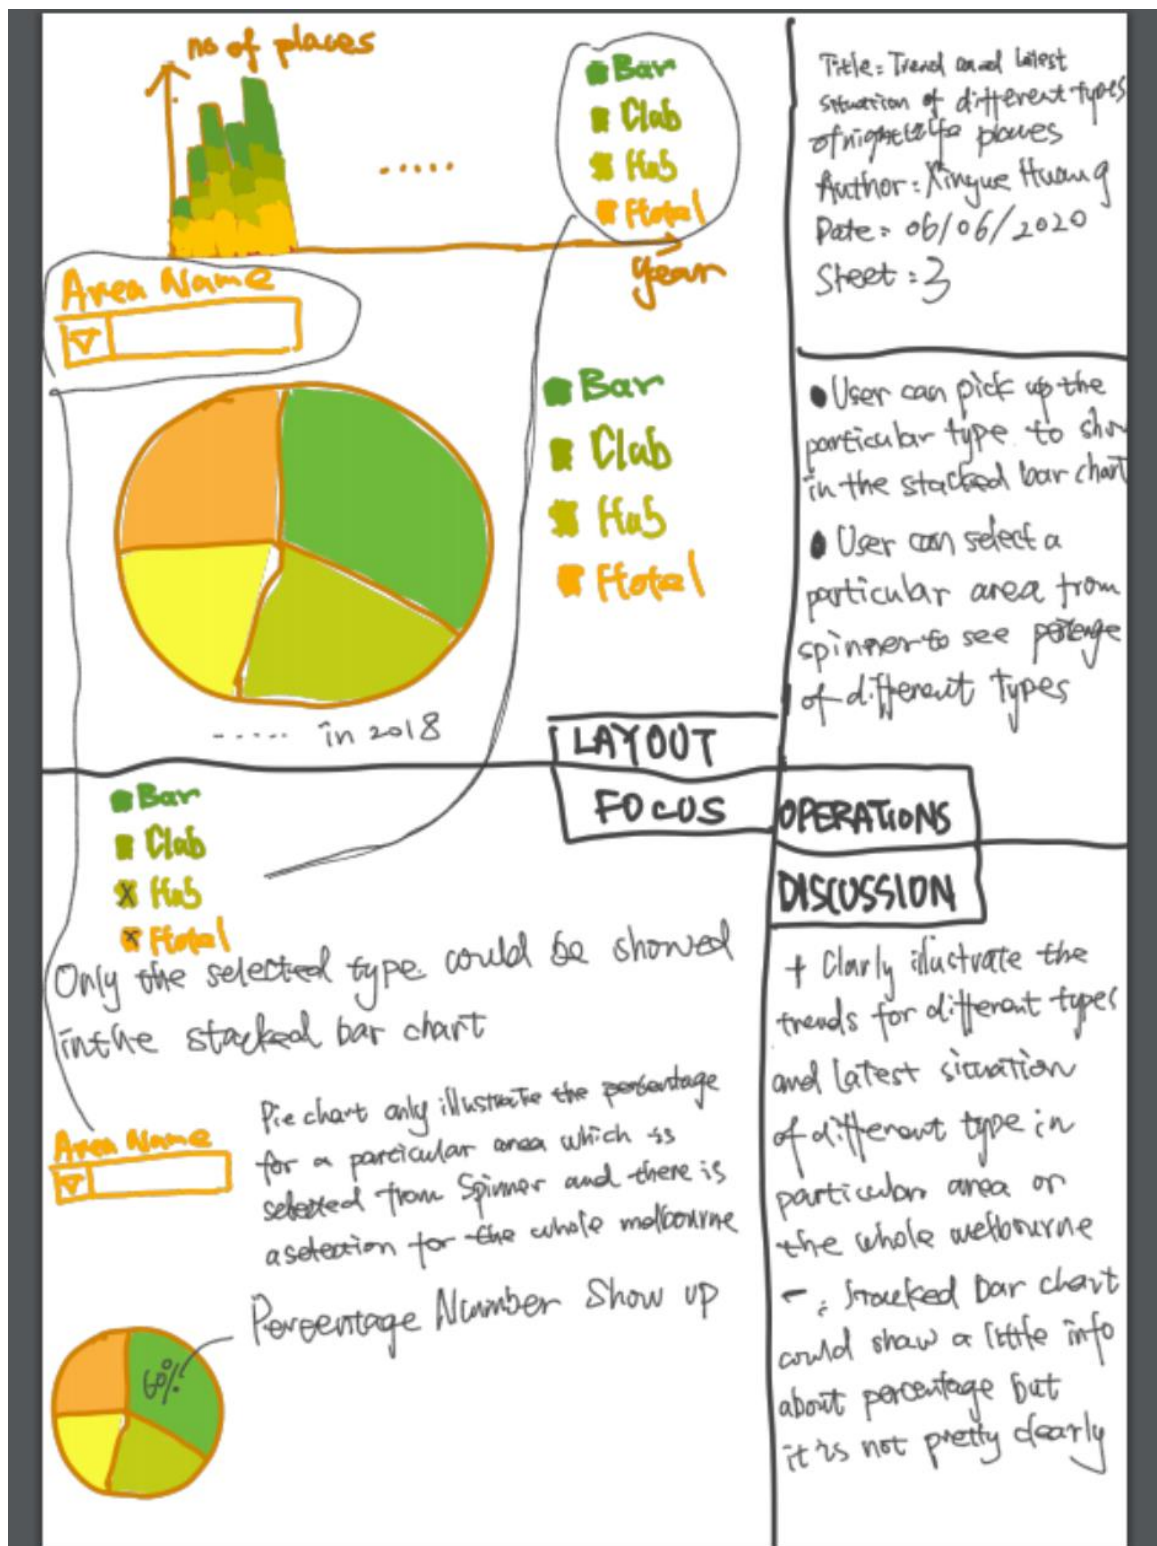 no of places
Bar
Club
Hub
Hotel
year
Area Name
Bar
Club
Hub
Hotel
..... in 2018
LAYOUT
Title: Trend and latest
situation of different types
of nightlife places
Author: Xingyue Huang
Date: 06/06/2020
Sheet: 3
User can pick up the
particular type to show
in the stacked bar chart
User can select a
particular area from
spinner to see
of different types
OPERATIONS
FOCUS
Bar
Club
Hub
Hotel
Only the selected type could be showed
in the stacked bar chart
Area Name
Pie chart only illustrate the percentage
for a particular area which is
selected from Spinner and there is
a selection for the whole melbourne
Percentage Number Show up
60%
DISCUSSION
+ Clarly illustrate the
trends for different types
and latest situation
of different type in
particular area or
the whole melbourne
- : Stacked bar chart
could shaw a little info
about percentage but
it is not pretty clearly